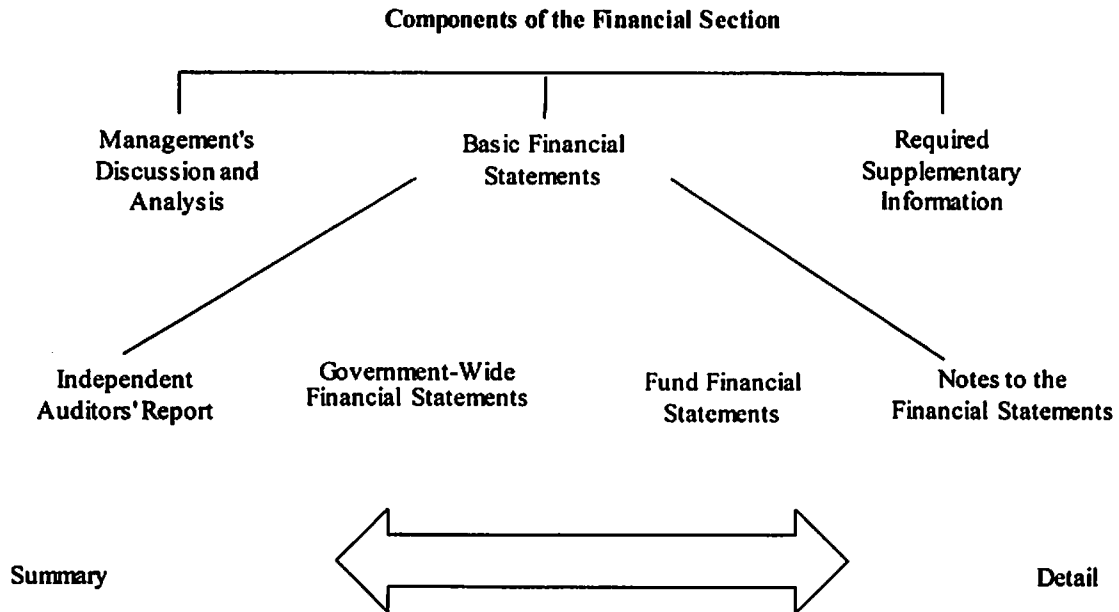 Components of the Financial Section
Management's
Discussion and
Analysis
Basic Financial
Statements
Required
Supplementary
Information
Independent
Auditors' Report
Government-Wide
Financial Statements
Fund Financial
Statements
Notes to the
Financial Statements
Summary
Detail